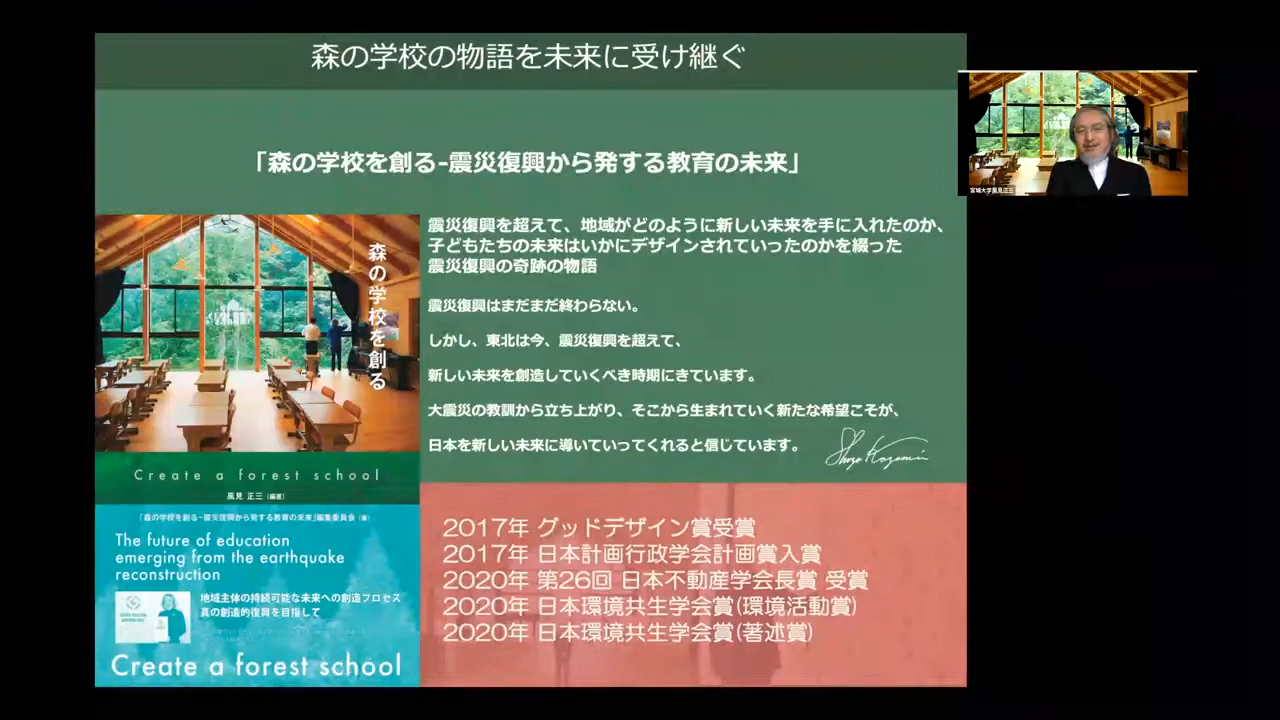 森の学校の物語を未来に受け継ぐ
「森の学校を創る-震災復興から発する教育の未来」
震災復興を超えて、地域がどのように新しい未来を手に入れたのか、
子どもたちの未来はいかにデザインされていったのかを綴った
震災復興の奇跡の物語
震災復興はまだまだ終わらない。
しかし、東北は今、震災復興を超えて、
新しい未来を創造していくべき時期にきています。
大震災の教訓から立ち上がり、そこから生まれていく新たな希望こそが、
日本を新しい未来に導いていってくれると信じています。
Shozo Kazami
森の学校を創る
Create a forest school
風見 正三 (編著)
「森の学校を創る-震災復興から発する教育の未来」編集委員会 (著)
The future of education
emerging from the earthquake
reconstruction
地域主体の持続可能な未来への創造プロセス
真の創造的復興を目指して
Create a forest school
2017年 グッドデザイン賞受賞
2017年 日本計画行政学会計画賞入賞
2020年 第26回 日本不動産学会長賞 受賞
2020年 日本環境共生学会賞(環境活動賞)
2020年 日本環境共生学会賞(著述賞)
宮城大学風見正三